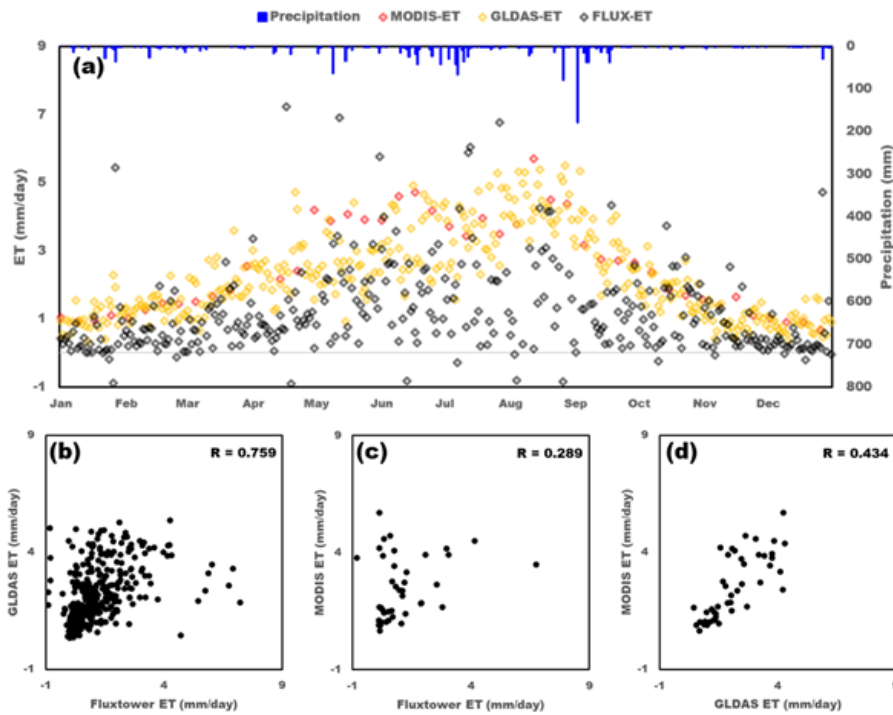 Precipitation MODIS-ET GLDAS-ET FLUX-ET
(a)
ET (mm/day)
9
7
5
3
1
-1
Precipitation (mm)
0
100
200
300
400
500
600
700
800
Jan Feb Mar Apr May Jun Jul Aug Sep Oct Nov Dec
(b)
R = 0.759
GLDAS ET (mm/day)
9
4
-1
-1 4 9
Fluxtower ET (mm/day)
(c)
R = 0.289
MODIS ET (mm/day)
9
4
-1
-1 4 9
Fluxtower ET (mm/day)
(d)
R = 0.434
MODIS ET (mm/day)
9
4
-1
-1 4 9
GLDAS ET (mm/day)